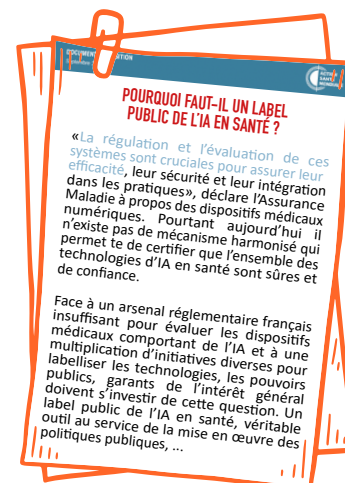 POURQUOI FAUT-IL UN LABEL
PUBLIC DE L'IA EN SANTÉ ?
«La régulation et l'évaluation de ces
systèmes sont cruciales pour assurer leur
efficacité, leur sécurité et leur intégration
dans les pratiques», déclare l'Assurance
Maladie à propos des dispositifs médicaux
numériques. Pourtant aujourd'hui il
n'existe pas de mécanisme harmonisé qui
permet te de certifier que l'ensemble des
technologies d'IA en santé sont sûres et
de confiance.
Face à un arsenal réglementaire français
insuffisant pour évaluer les dispositifs
médicaux comportant de l'IA et à une
multiplication d'initiatives diverses pour
labelliser les technologies, les pouvoirs
publics, garants de l'intérêt général
doivent s'investir de cette question. Un
label public de l'IA en santé, véritable
outil au service de la mise en œuvre des
politiques publiques, ...